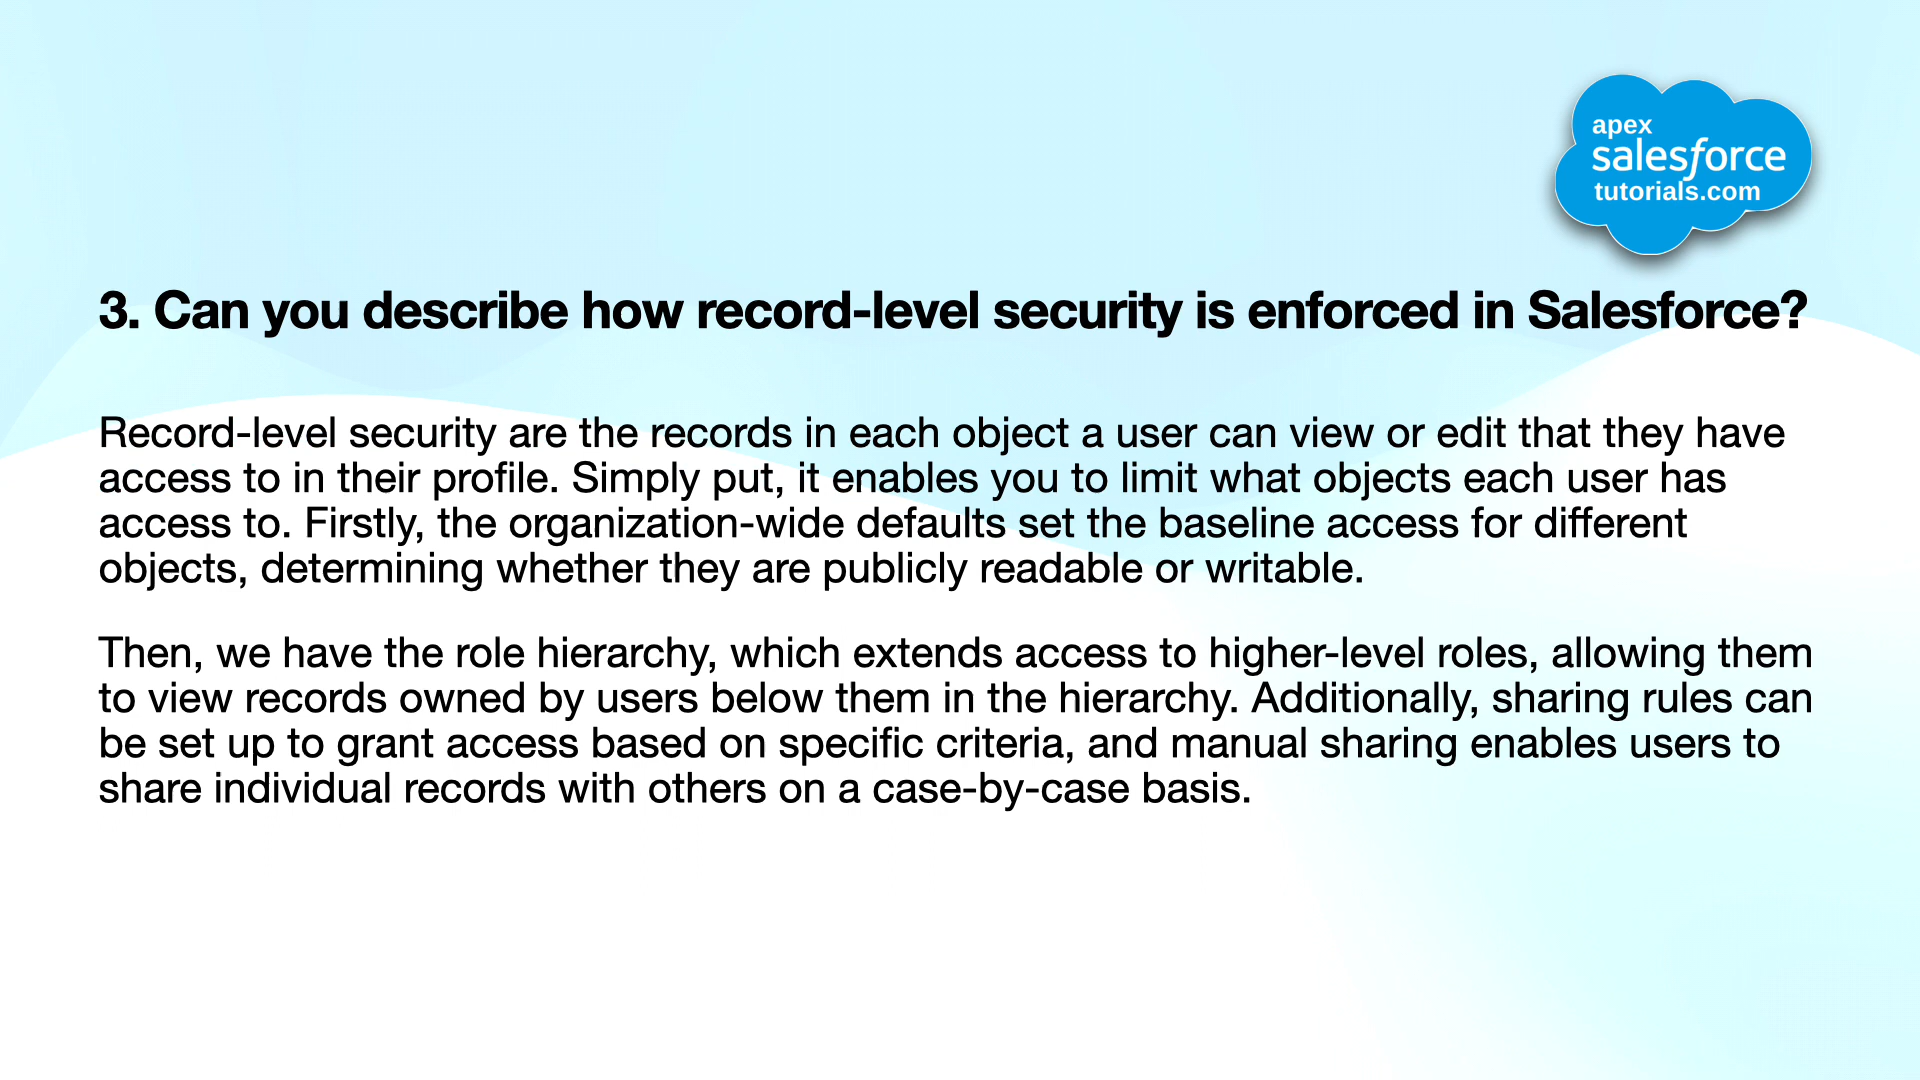 apex
salesforce
tutorials.com
3. Can you describe how record-level security is enforced in Salesforce?
Record-level security are the records in each object a user can view or edit that they have
access to in their profile. Simply put, it enables you to limit what objects each user has
access to. Firstly, the organization-wide defaults set the baseline access for different
objects, determining whether they are publicly readable or writable.
Then, we have the role hierarchy, which extends access to higher-level roles, allowing them
to view records owned by users below them in the hierarchy. Additionally, sharing rules can
be set up to grant access based on specific criteria, and manual sharing enables users to
share individual records with others on a case-by-case basis.